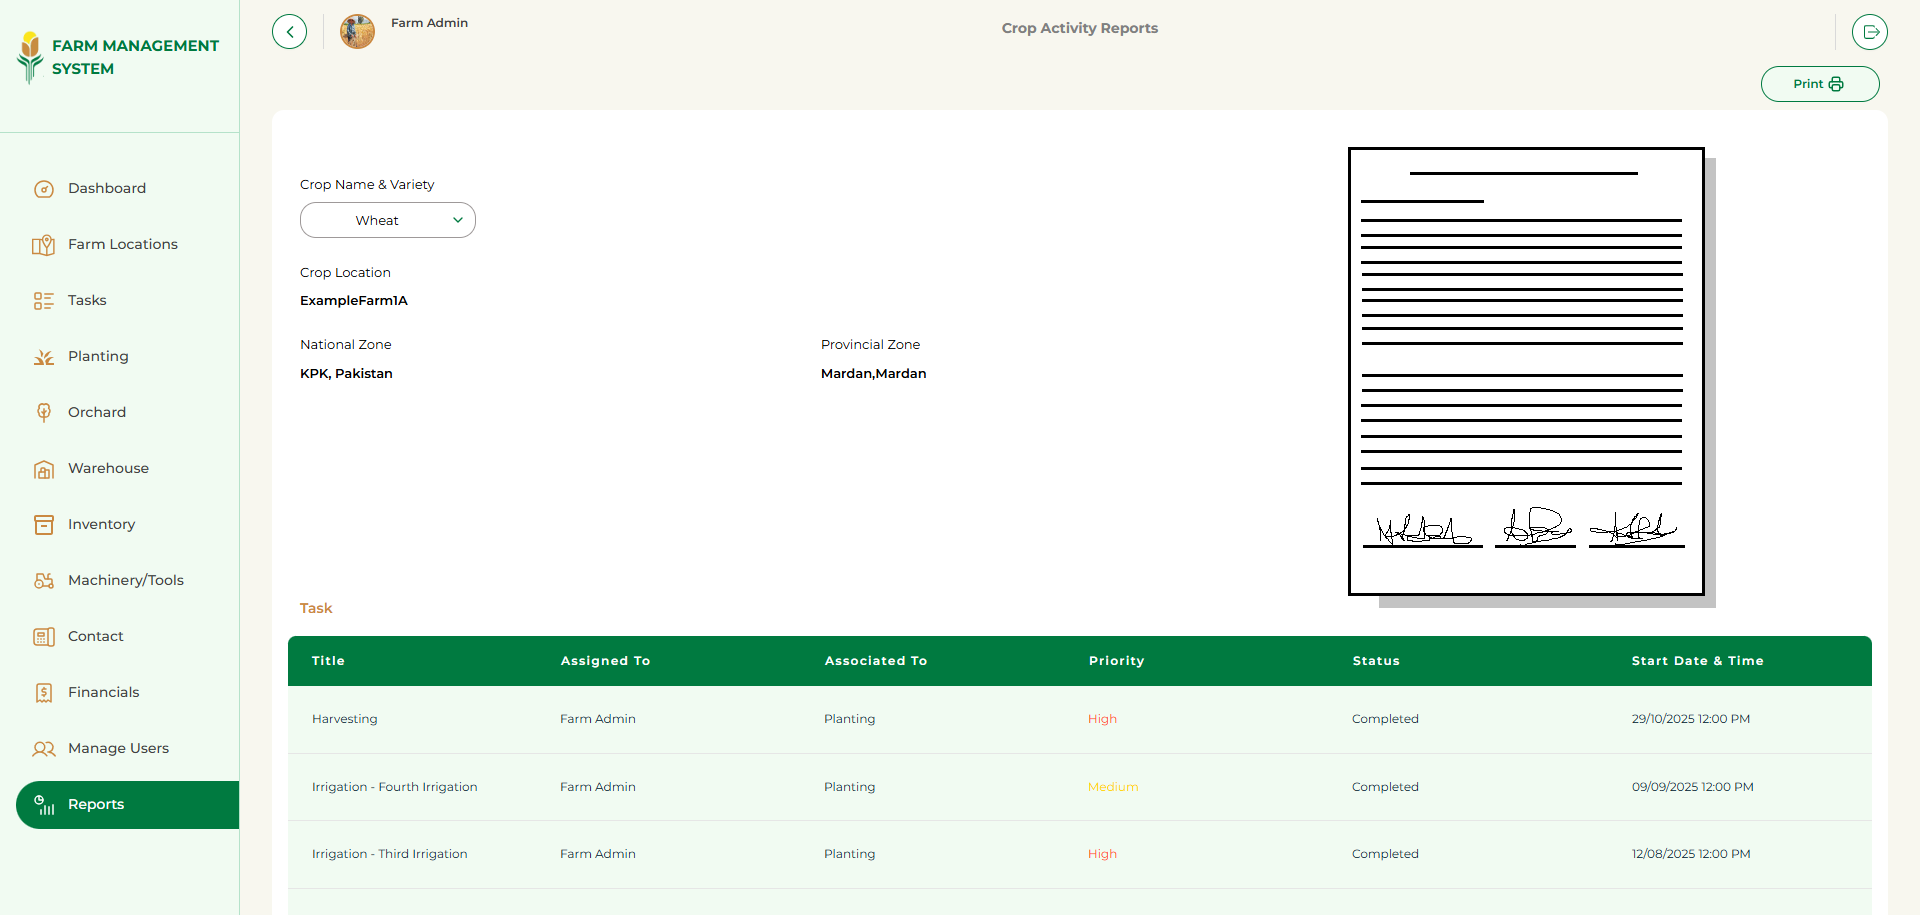 FARM MANAGEMENT
SYSTEM
Farm Admin
Crop Activity Reports
Print
Dashboard
Farm Locations
Tasks
Planting
Orchard
Warehouse
Inventory
Machinery/Tools
Contact
Financials
Manage Users
Reports
Crop Name & Variety
Wheat
Crop Location
ExampleFarm1A
National Zone
Provincial Zone
KPK, Pakistan
Mardan,Mardan
Task
Title Assigned To Associated To Priority Status Start Date & Time
Harvesting Farm Admin Planting High Completed 29/10/2025 12:00 PM
Irrigation - Fourth Irrigation Farm Admin Planting Medium Completed 09/09/2025 12:00 PM
Irrigation - Third Irrigation Farm Admin Planting High Completed 12/08/2025 12:00 PM